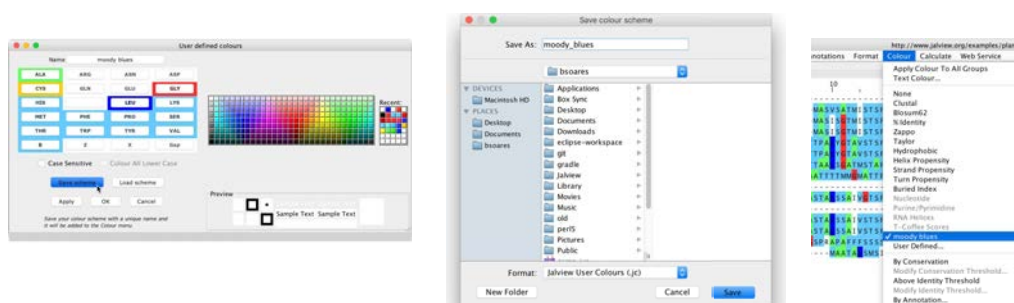 User defined colours
Name: moody blues
ALA ARG ASN ASP
CYS GLN GLU GLY
HIS LEU LYS
MET PHE PRO SER
THR TRP TYR VAL
B Z X Gap
Case Sensitive Colour All Lower Case
Save scheme Load scheme
Apply OK Cancel
Save your colour scheme with a unique name and
it will be added to the Colour menu.
Recent:
Preview
Sample Text Sample Text
Save colour scheme
Save As: moody_blues
bsoares
DEVICES
Macintosh HD
PLACES
Desktop
Documents
bsoares
Applications
Box Sync
Desktop
Documents
Downloads
eclipse-workspace
git
gradle
Jalview
Library
Movies
Music
old
perl5
Pictures
Public
Format: Jalview User Colours (.jc)
New Folder Cancel Save
http://www.jalview.org/examples/plan
notations Format Colour Calculate Web Service
10
Apply Colour To All Groups
Text Colour...
None
Clustal
Blosum62
% Identity
Zappo
Taylor
Hydrophobic
Helix Propensity
Strand Propensity
Turn Propensity
Buried Index
Nucleotide
Purine/Pyrimidine
RNA Helices
T-Coffee Scores
✓ moody blues
User Defined...
By Conservation
Modify Conservation Threshold...
Above Identity Threshold
Modify Identity Threshold...
By Annotation...